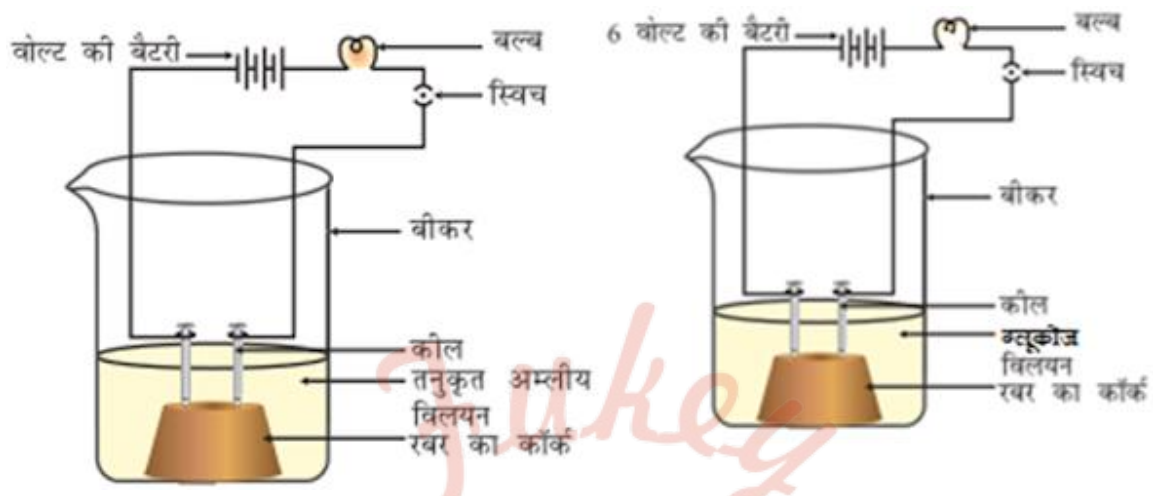 वोल्ट की बैटरी
बल्ब
स्विच
बीकर
कील
तनुकृत अम्लीय
विलयन
रबर का कॉर्क
6 वोल्ट की बैटरी
बल्ब
स्विच
बीकर
कील
ग्लूकोज
विलयन
रबर का कॉर्क